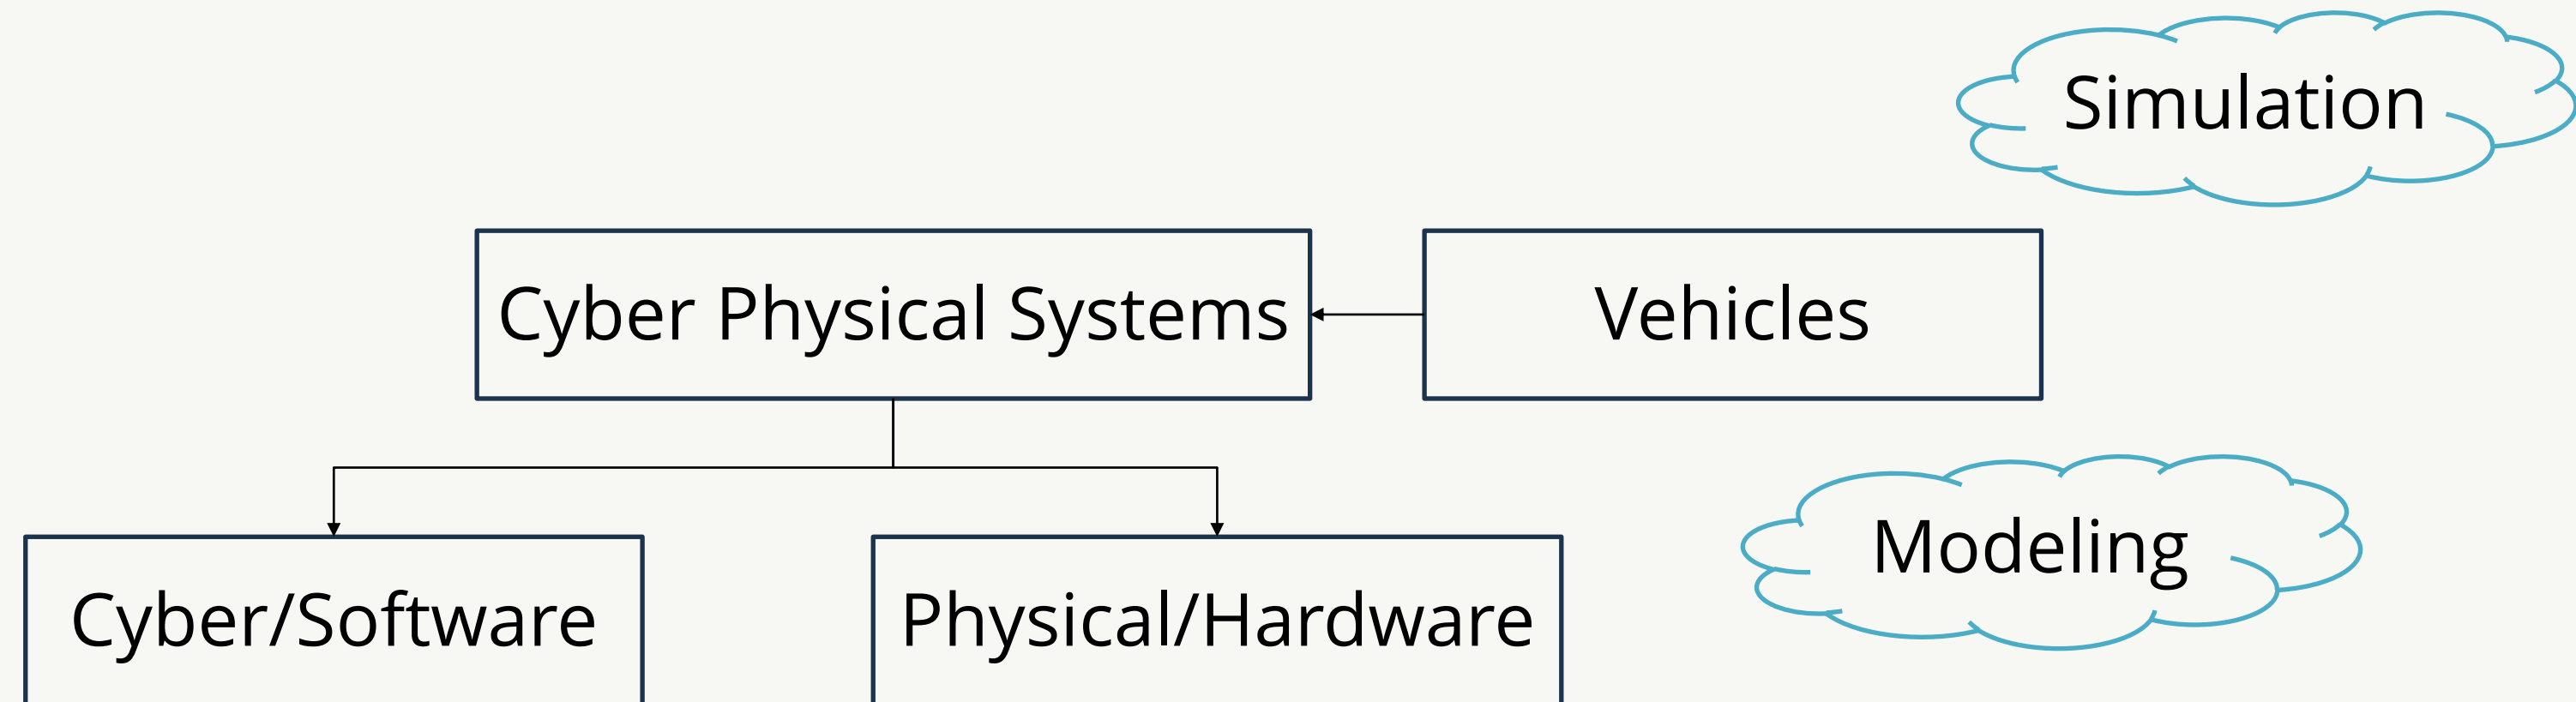 Simulation
Cyber Physical Systems
Vehicles
Modeling
Cyber/Software
Physical/Hardware